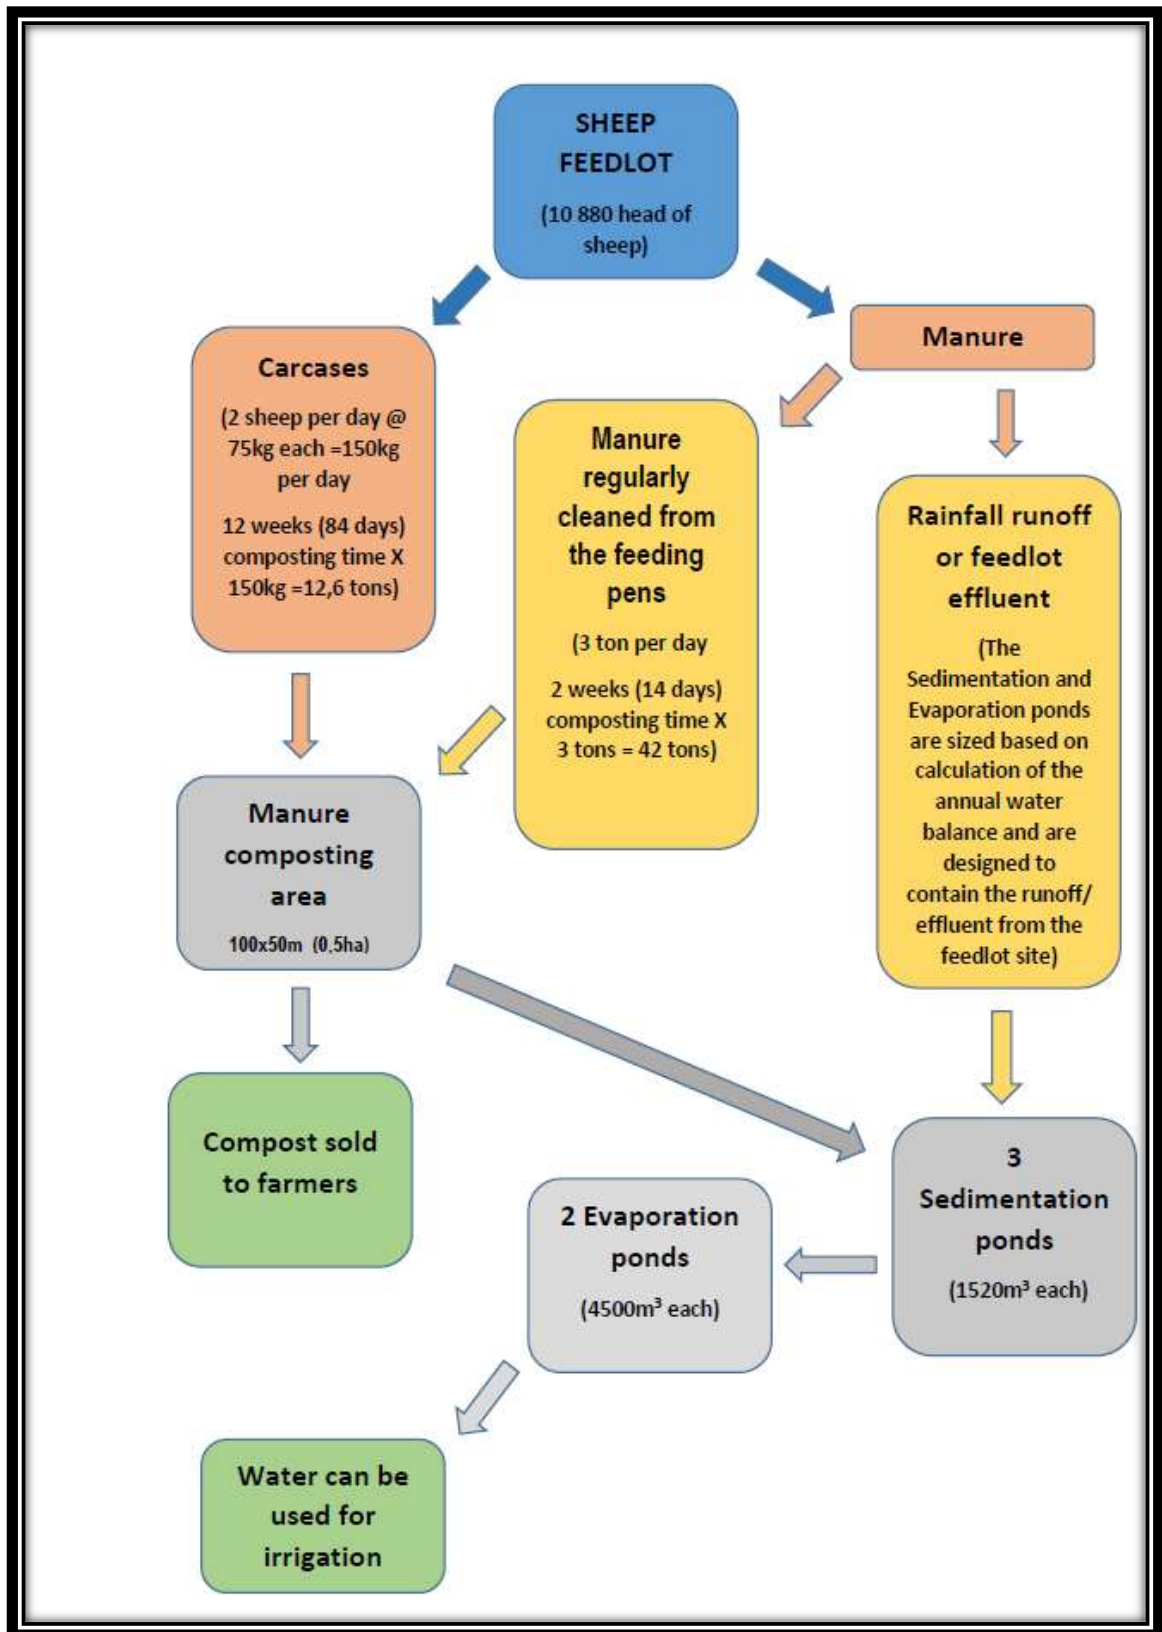 SHEEP
FEEDLOT
(10 880 head of
sheep)
Carcases
(2 sheep per day @
75kg each =150kg
per day
12 weeks (84 days)
composting time X
150kg =12,6 tons)
Manure
Manure
regularly
cleaned from
the feeding
pens
(3 ton per day
2 weeks (14 days)
composting time X
3 tons = 42 tons)
Rainfall runoff
or feedlot
effluent
(The
Sedimentation and
Evaporation ponds
are sized based on
calculation of the
annual water
balance and are
designed to
contain the runoff/
effluent from the
feedlot site)
Manure
composting
area
100x50m (0,5ha)
Compost sold
to farmers
3
Sedimentation
ponds
(1520m³ each)
2 Evaporation
ponds
(4500m³ each)
Water can be
used for
irrigation